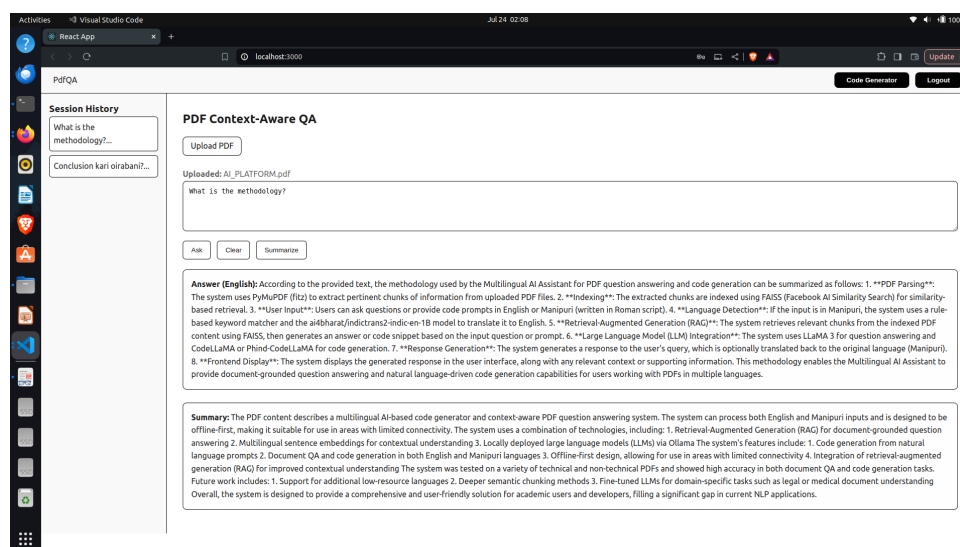 Activities
Visual Studio Code
Jul 24 02:08
100
React App
localhost:3000
Update
PdfQA
Code Generator
Logout
Session History
What is the
methodology?...
Conclusion kari oirabani?...
PDF Context-Aware QA
Upload PDF
Uploaded: AI_PLATFORM.pdf
What is the methodology?
Ask
Clear
Summarize
Answer (English): According to the provided text, the methodology used by the Multilingual AI Assistant for PDF question answering and code generation can be summarized as follows: 1. **PDF Parsing**:
The system uses PyMuPDF (fitz) to extract pertinent chunks of information from uploaded PDF files. 2. **Indexing**: The extracted chunks are indexed using FAISS (Facebook AI Similarity Search) for similarity-
based retrieval. 3. **User Input**: Users can ask questions or provide code prompts in English or Manipuri (written in Roman script). 4. **Language Detection**: If the input is in Manipuri, the system uses a rule-
based keyword matcher and the ai4bharat/indictrans2-indic-en-1B model to translate it to English. 5. **Retrieval-Augmented Generation (RAG)**: The system retrieves relevant chunks from the indexed PDF
content using FAISS, then generates an answer or code snippet based on the input question or prompt. 6. **Large Language Model (LLM) Integration**: The system uses LLaMA 3 for question answering and
CodeLLaMA or Phind-CodeLLaMA for code generation. 7. **Response Generation**: The system generates a response to the user's query, which is optionally translated back to the original language (Manipuri).
8. **Frontend Display**: The system displays the generated response in the user interface, along with any relevant context or supporting information. This methodology enables the Multilingual AI Assistant to
provide document-grounded question answering and natural language-driven code generation capabilities for users working with PDFs in multiple languages.
Summary: The PDF content describes a multilingual AI-based code generator and context-aware PDF question answering system. The system can process both English and Manipuri inputs and is designed to be
offline-first, making it suitable for use in areas with limited connectivity. The system uses a combination of technologies, including: 1. Retrieval-Augmented Generation (RAG) for document-grounded question
answering 2. Multilingual sentence embeddings for contextual understanding 3. Locally deployed large language models (LLMs) via Ollama The system's features include: 1. Code generation from natural
language prompts 2. Document QA and code generation in both English and Manipuri languages 3. Offline-first design, allowing for use in areas with limited connectivity 4. Integration of retrieval-augmented
generation (RAG) for improved contextual understanding The system was tested on a variety of technical and non-technical PDFs and showed high accuracy in both document QA and code generation tasks.
Future work includes: 1. Support for additional low-resource languages 2. Deeper semantic chunking methods 3. Fine-tuned LLMs for domain-specific tasks such as legal or medical document understanding
Overall, the system is designed to provide a comprehensive and user-friendly solution for academic users and developers, filling a significant gap in current NLP applications.